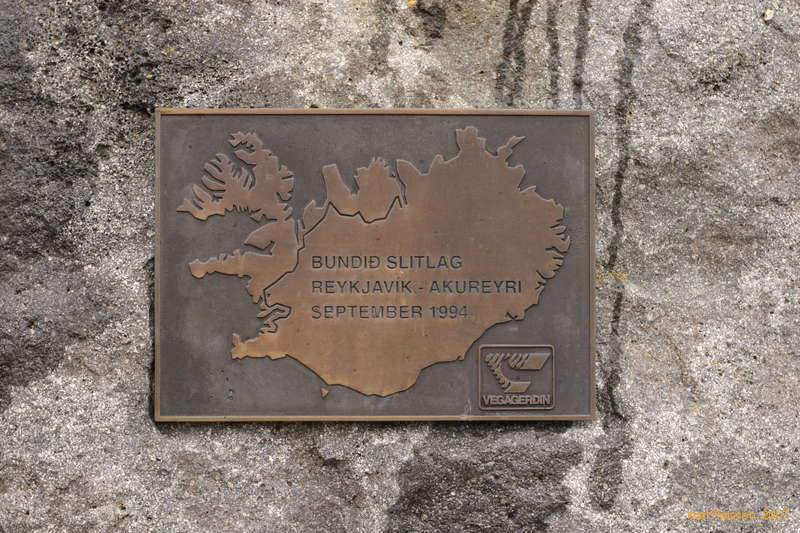 BUNDIÐ SLITLAG
REYKJAVÍK - AKUREYRI
SEPTEMBER 1994
VEGAGERÐIN